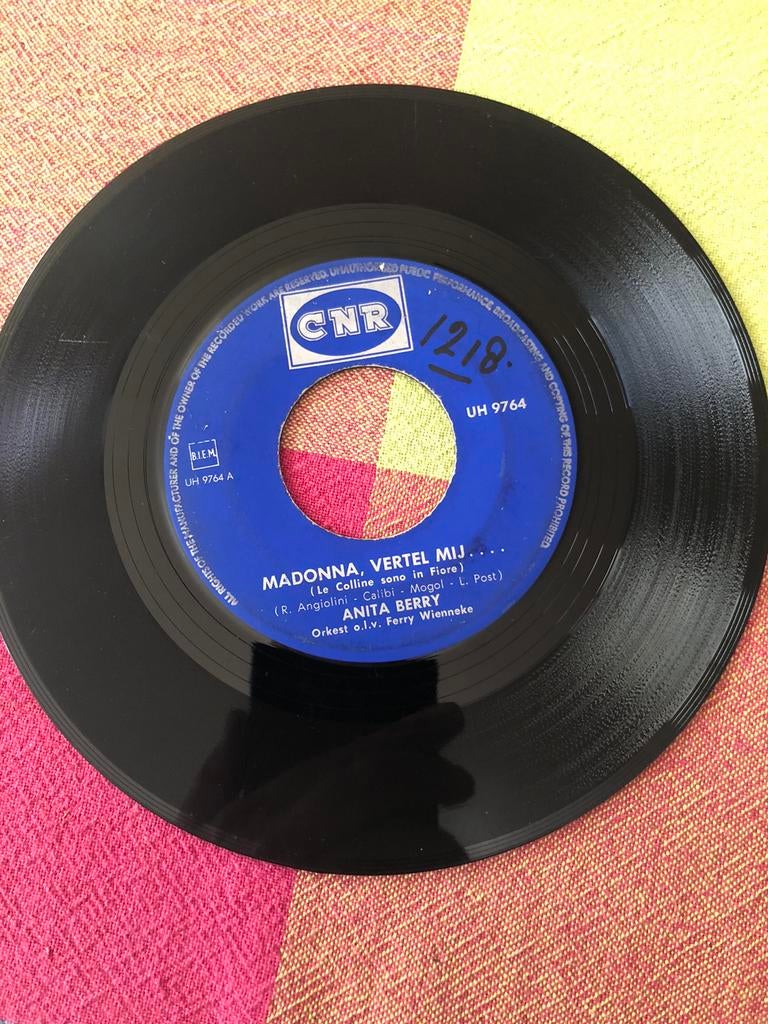 ALL RIGHTS OF THE MANUFACTURER AND OF THE OWNER OF THE RECORDED WORK ARE RESERVED. UNAUTHORISED PUBLIC PERFORMANCE, BROADCASTING AND COPYING OF THIS RECORD PROHIBITED.
CNR
1218.
UH 9764
B.I.E.M.
UH 9764 A
MADONNA, VERTEL MIJ....
(Le Colline sono in Fiore)
(R. Angiolini - Calibi - Mogol - L. Post)
ANITA BERRY
Orkest o.l.v. Ferry Wienneke